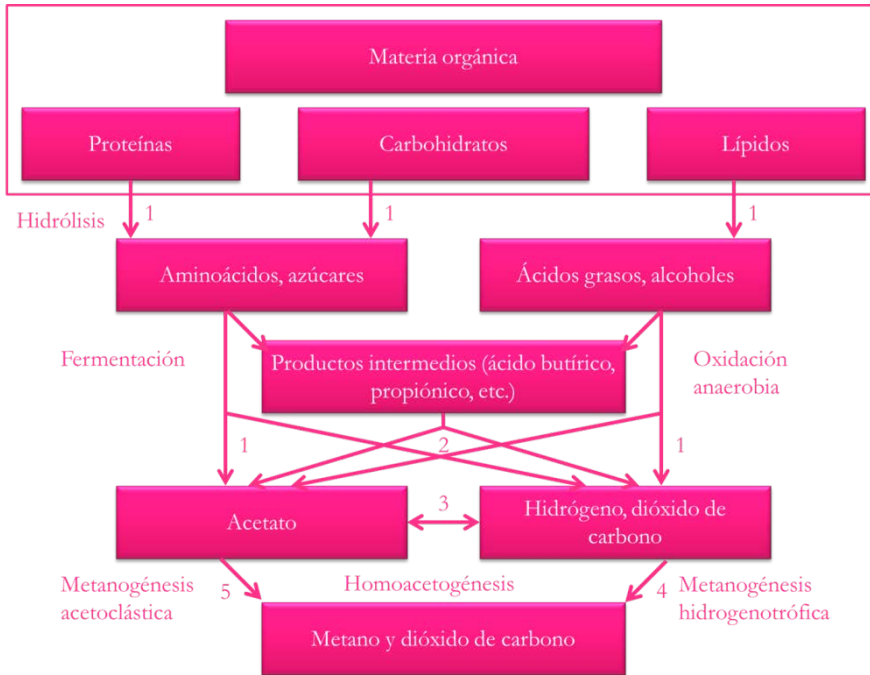 Materia orgánica
Proteínas
Carbohidratos
Lípidos
Hidrólisis
1
1
1
Aminoácidos, azúcares
Ácidos grasos, alcoholes
Fermentación
Productos intermedios (ácido butírico,
propiónico, etc.)
Oxidación
anaerobia
1
2
1
Acetato
3
Hidrógeno, dióxido de
carbono
Metanogénesis
acetoclástica
5
Homoacetogénesis
4
Metanogénesis
hidrogenotrófica
Metano y dióxido de carbono